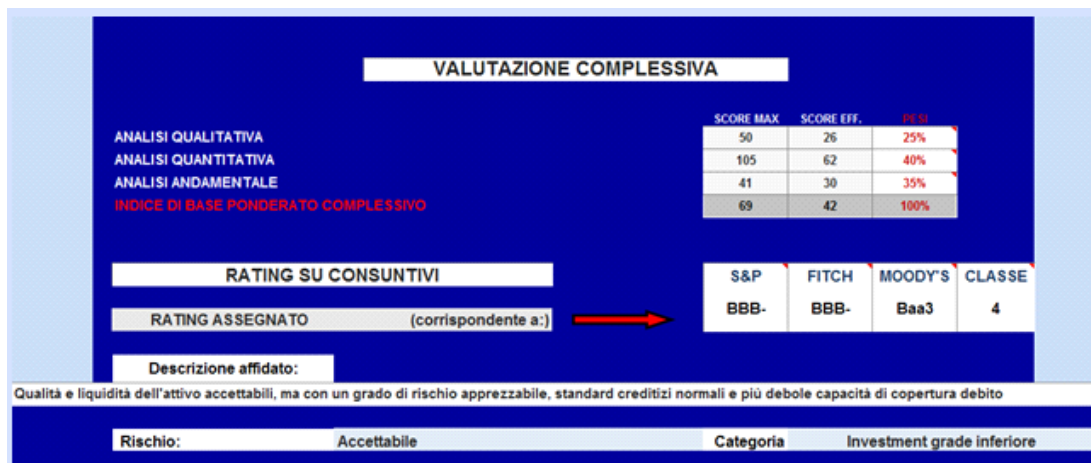 VALUTAZIONE COMPLESSIVA
SCORE MAX SCORE EFF. PESI
ANALISI QUALITATIVA 50 26 25%
ANALISI QUANTITATIVA 105 62 40%
ANALISI ANDAMENTALE 41 30 35%
INDICE DI BASE PONDERATO COMPLESSIVO 69 42 100%
RATING SU CONSUNTIVI S&P FITCH MOODY'S CLASSE
RATING ASSEGNATO (corrispondente a:) BBB- BBB- Baa3 4
Descrizione affidato:
Qualità e liquidità dell'attivo accettabili, ma con un grado di rischio apprezzabile, standard creditizi normali e più debole capacità di copertura debito
Rischio: Accettabile Categoria Investment grade inferiore